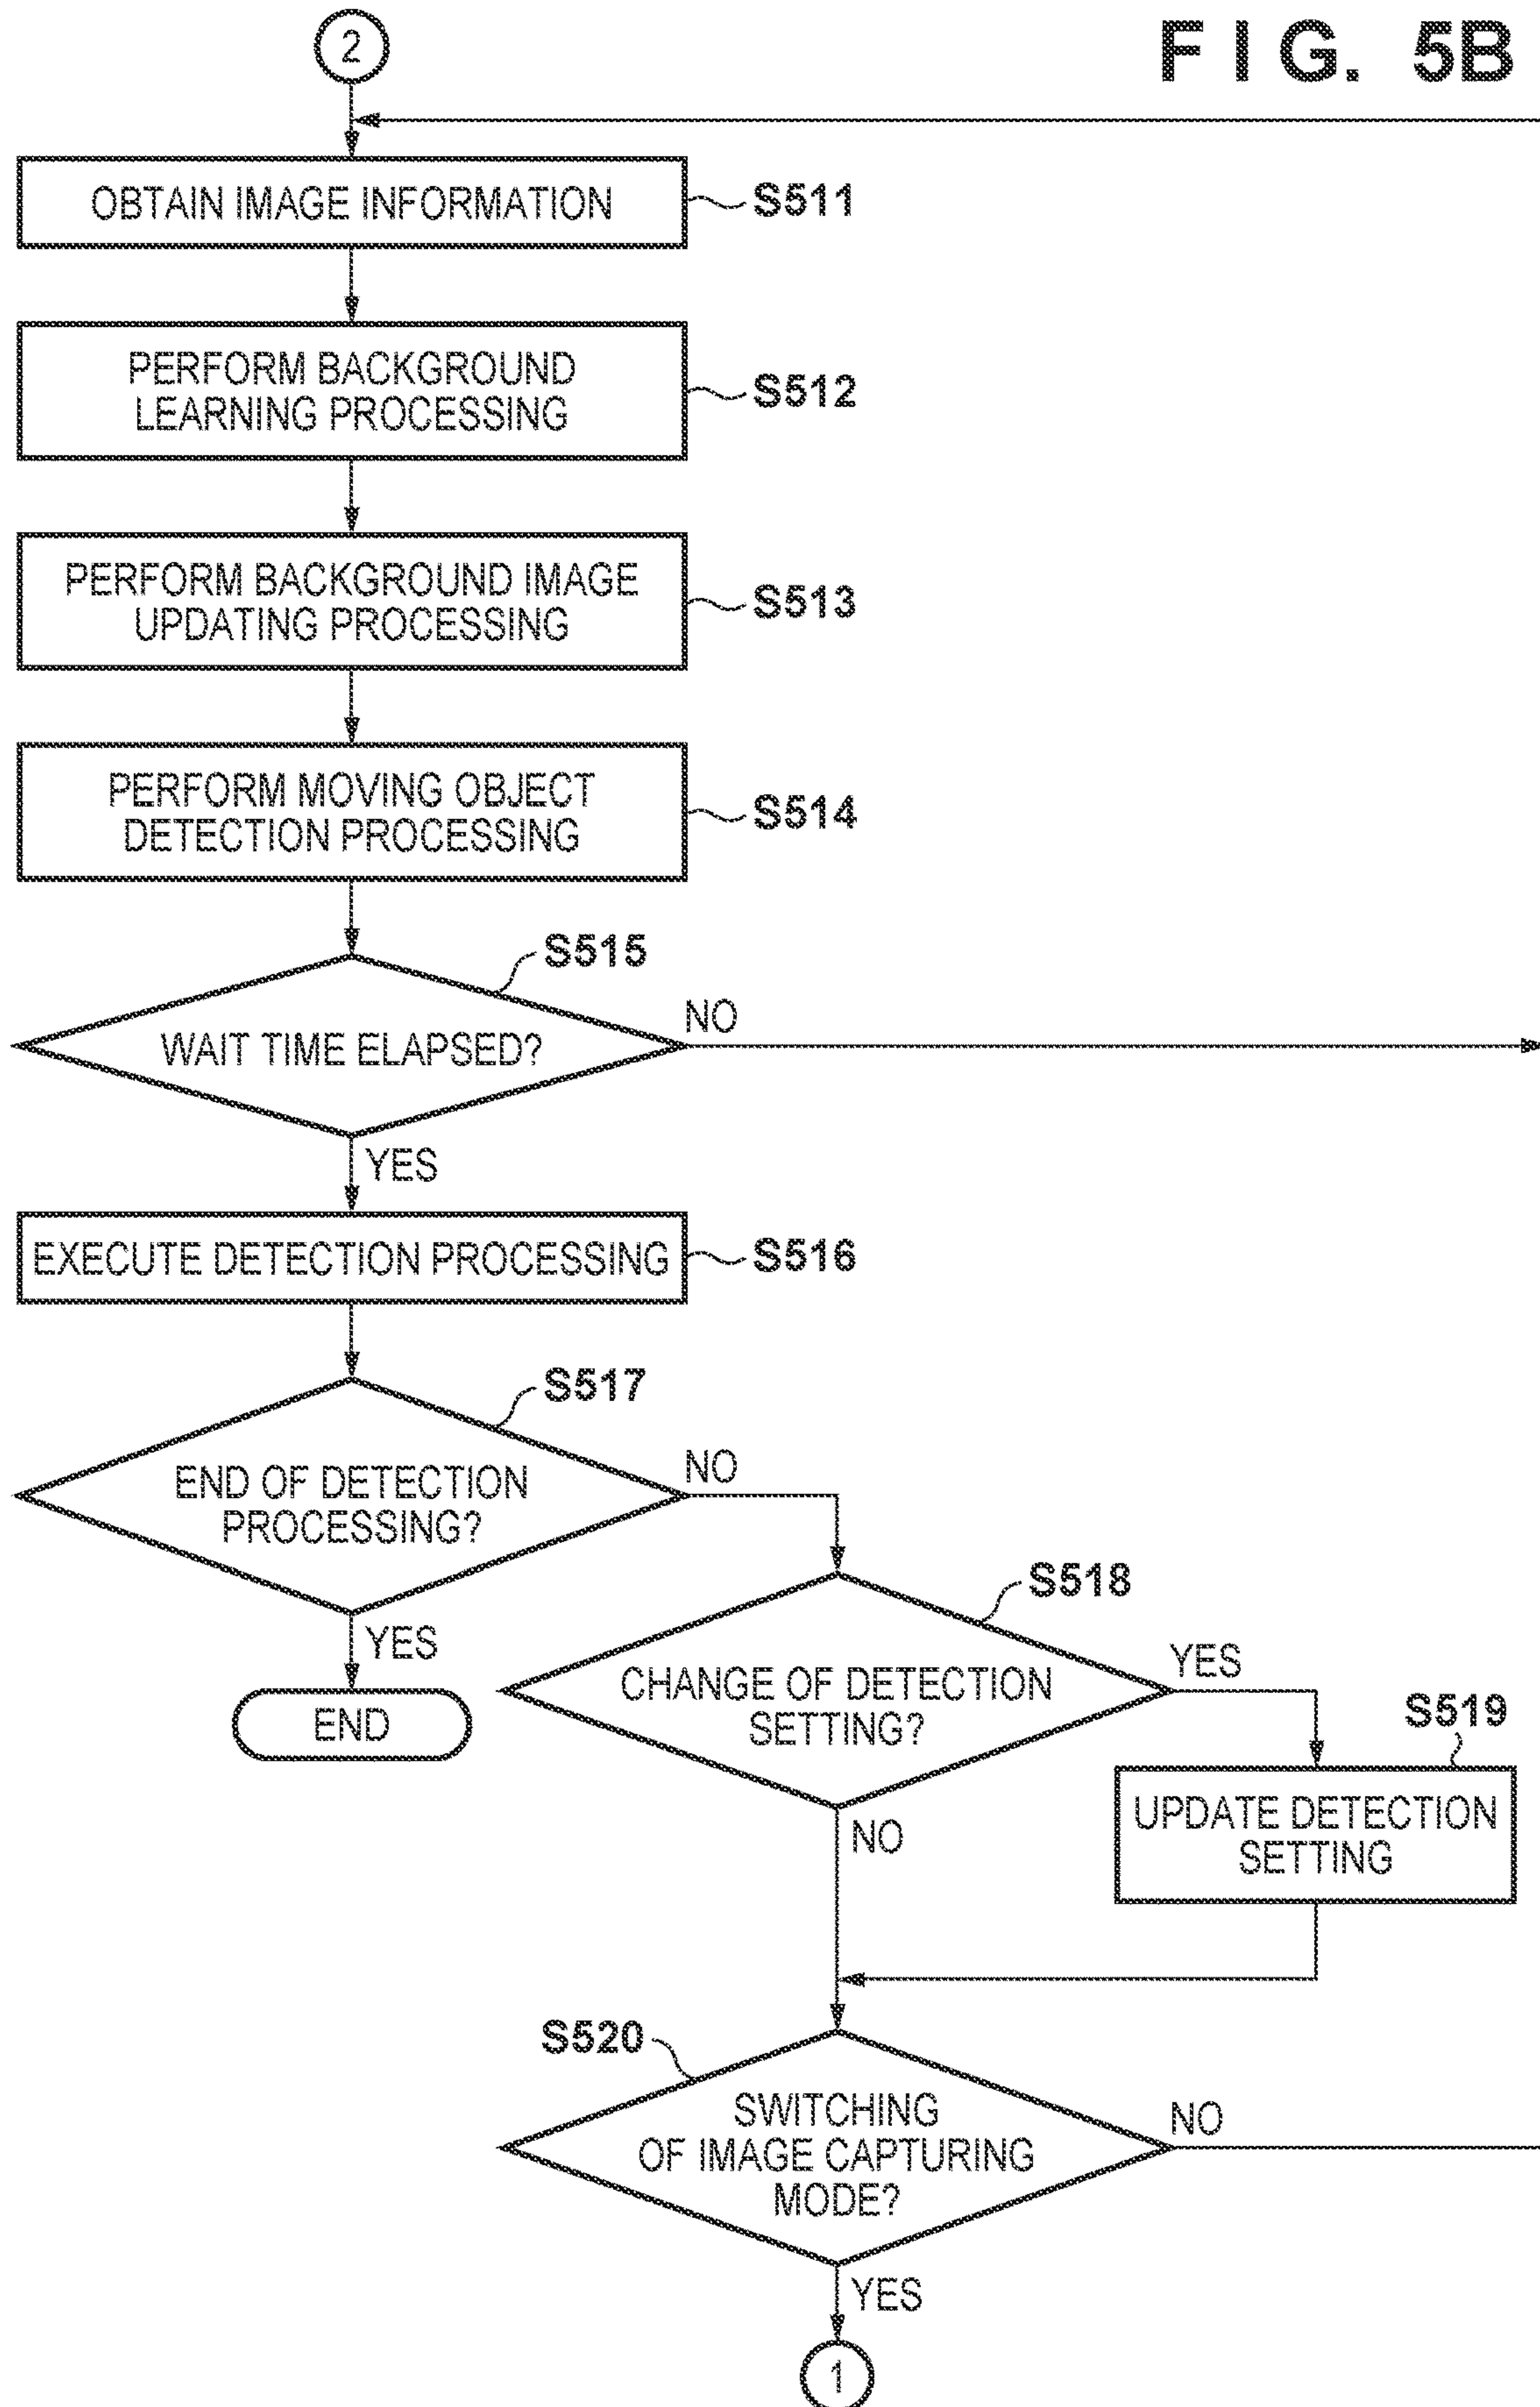 2
FIG. 5B
OBTAIN IMAGE INFORMATION
S511
PERFORM BACKGROUND
LEARNING PROCESSING
S512
PERFORM BACKGROUND IMAGE
UPDATING PROCESSING
S513
PERFORM MOVING OBJECT
DETECTION PROCESSING
S514
S515
WAIT TIME ELAPSED?
NO
YES
EXECUTE DETECTION PROCESSING
S516
S517
END OF DETECTION
PROCESSING?
NO
YES
END
S518
CHANGE OF DETECTION
SETTING?
YES
NO
S519
UPDATE DETECTION
SETTING
S520
SWITCHING
OF IMAGE CAPTURING
MODE?
NO
YES
1